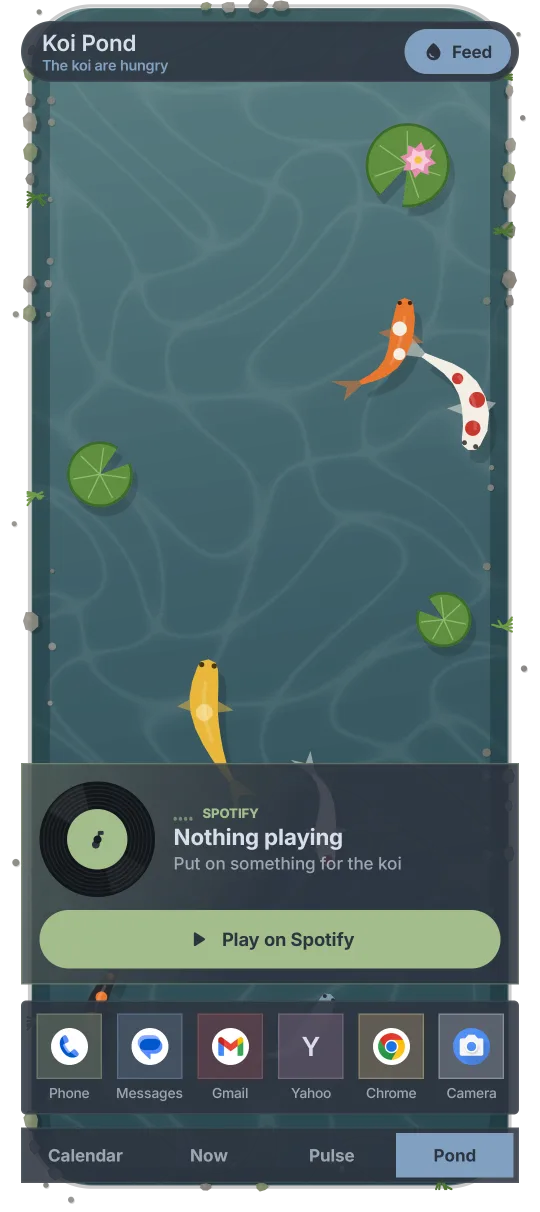 Koi Pond
The koi are hungry
Feed
SPOTIFY
Nothing playing
Put on something for the koi
Play on Spotify
Y
Phone
Messages
Gmail
Yahoo
Chrome
Camera
Calendar
Now
Pulse
Pond